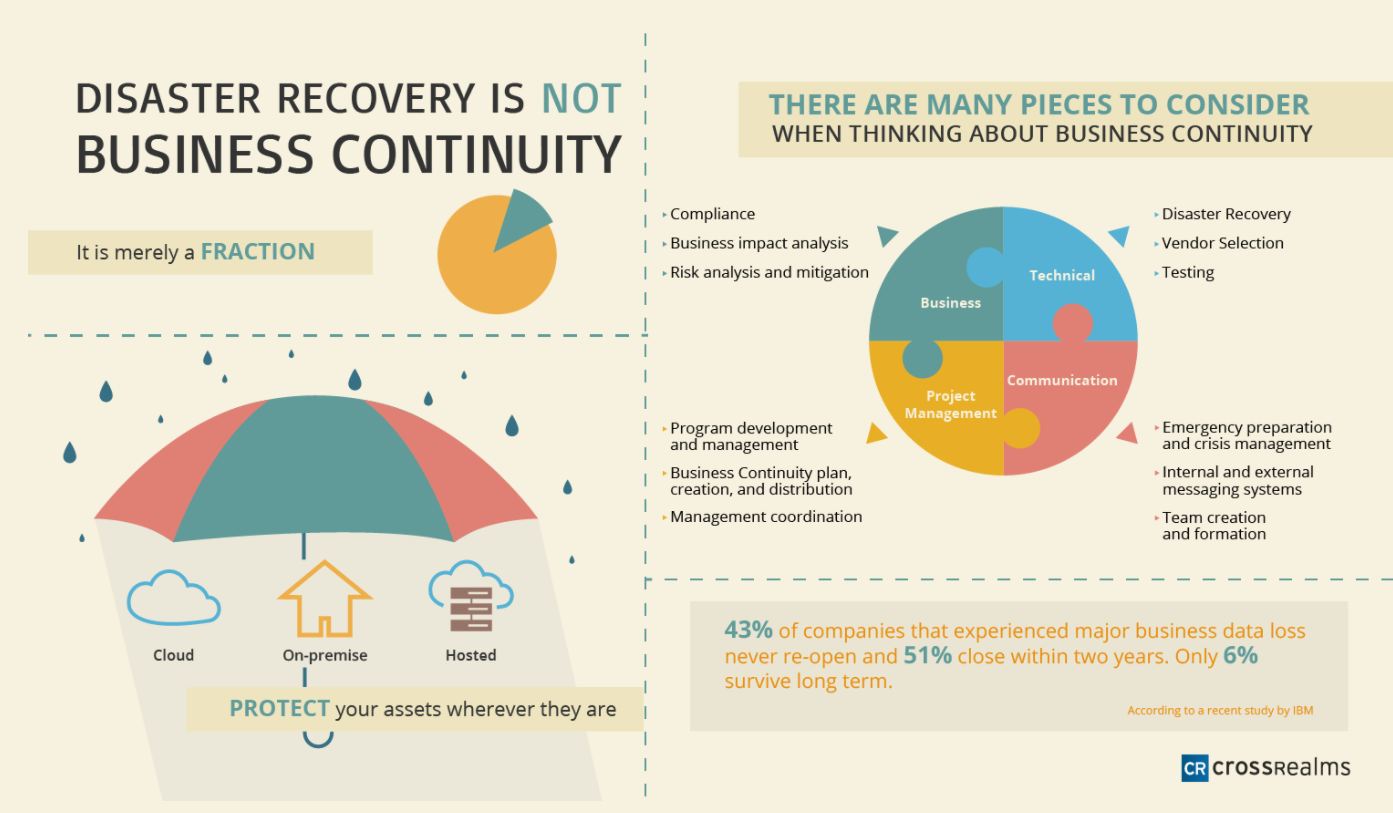 DISASTER RECOVERY IS NOT
BUSINESS CONTINUITY
It is merely a FRACTION
Cloud
On-premise
Hosted
PROTECT your assets wherever they are
THERE ARE MANY PIECES TO CONSIDER
WHEN THINKING ABOUT BUSINESS CONTINUITY
Compliance
Business impact analysis
Risk analysis and mitigation
Business
Technical
Disaster Recovery
Vendor Selection
Testing
Program development
and management
Business Continuity plan,
creation, and distribution
Management coordination
Project
Management
Communication
Emergency preparation
and crisis management
Internal and external
messaging systems
Team creation
and formation
43% of companies that experienced major business data loss
never re-open and 51% close within two years. Only 6%
survive long term.
According to a recent study by IBM
CR crossRealms